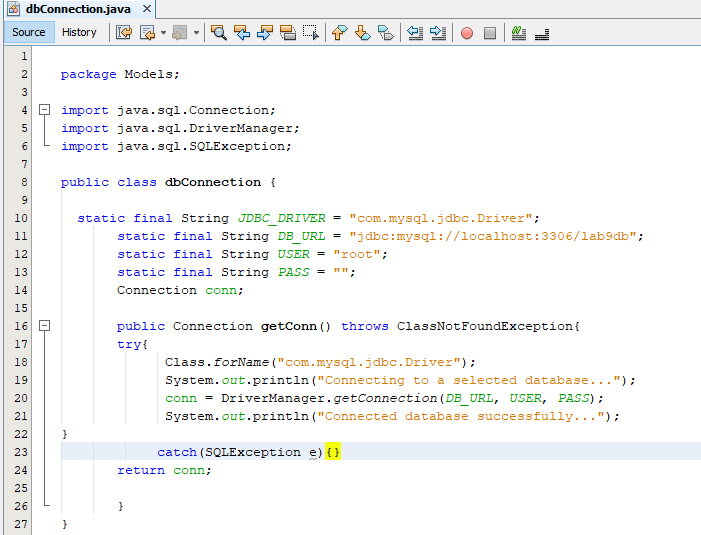 dbConnection.java
Source History
1
2 package Models;
3
4 import java.sql.Connection;
5 import java.sql.DriverManager;
6 import java.sql.SQLException;
7
8 public class dbConnection {
9
10 static final String JDBC_DRIVER = "com.mysql.jdbc.Driver";
11 static final String DB_URL = "jdbc:mysql://localhost:3306/lab9db";
12 static final String USER = "root";
13 static final String PASS = "";
14 Connection conn;
15
16 public Connection getConn() throws ClassNotFoundException{
17 try{
18 Class.forName("com.mysql.jdbc.Driver");
19 System.out.println("Connecting to a selected database...");
20 conn = DriverManager.getConnection(DB_URL, USER, PASS);
21 System.out.println("Connected database successfully...");
22 }
23 catch(SQLException e){}
24 return conn;
25
26 }
27 }